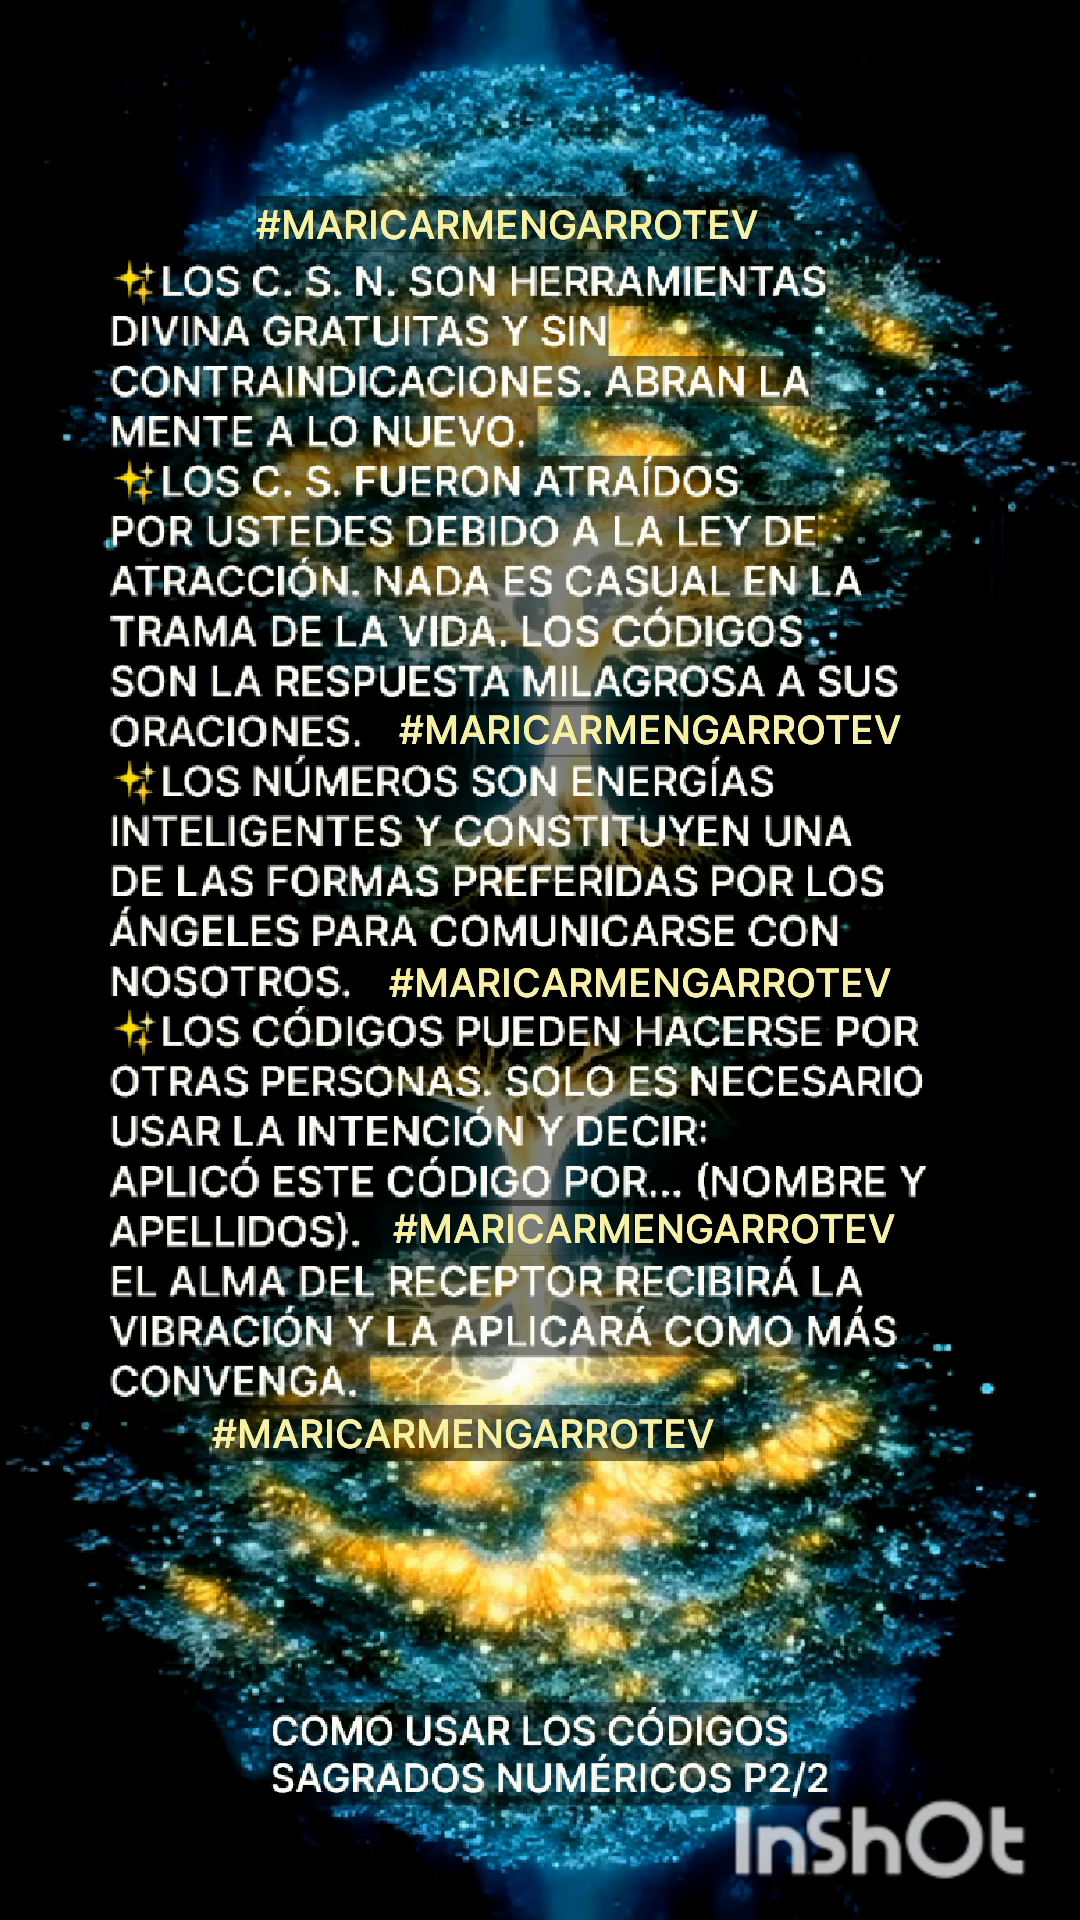 #MARICARMENGARROTEV
✨LOS C. S. N. SON HERRAMIENTAS
DIVINA GRATUITAS Y SIN
CONTRAINDICACIONES. ABRAN LA
MENTE A LO NUEVO.
✨LOS C. S. FUERON ATRAÍDOS
POR USTEDES DEBIDO A LA LEY DE
ATRACCIÓN. NADA ES CASUAL EN LA
TRAMA DE LA VIDA. LOS CÓDIGOS
SON LA RESPUESTA MILAGROSA A SUS
ORACIONES. #MARICARMENGARROTEV
✨LOS NÚMEROS SON ENERGÍAS
INTELIGENTES Y CONSTITUYEN UNA
DE LAS FORMAS PREFERIDAS POR LOS
ÁNGELES PARA COMUNICARSE CON
NOSOTROS. #MARICARMENGARROTEV
✨LOS CÓDIGOS PUEDEN HACERSE POR
OTRAS PERSONAS. SOLO ES NECESARIO
USAR LA INTENCIÓN Y DECIR:
APLICÓ ESTE CÓDIGO POR... (NOMBRE Y
APELLIDOS). #MARICARMENGARROTEV
EL ALMA DEL RECEPTOR RECIBIRÁ LA
VIBRACIÓN Y LA APLICARÁ COMO MÁS
CONVENGA.
#MARICARMENGARROTEV
COMO USAR LOS CÓDIGOS
SAGRADOS NUMÉRICOS P2/2
InShOt